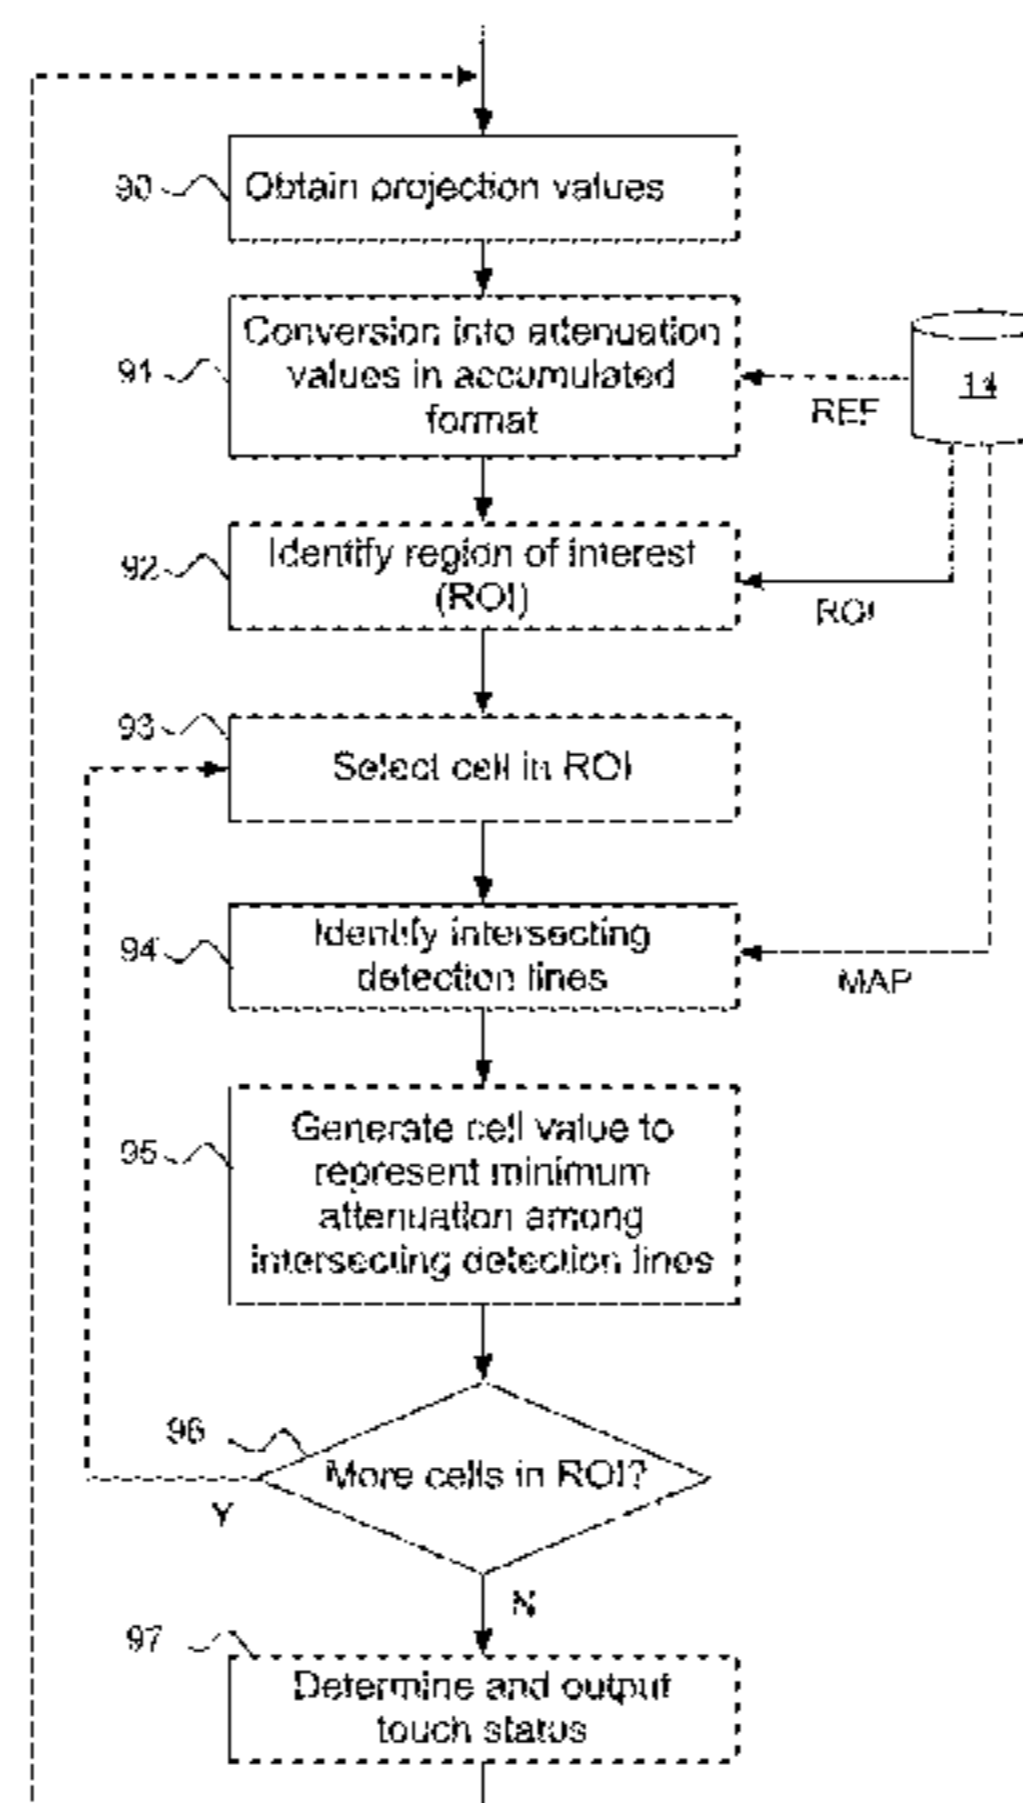 90
Obtain projection values
91
Conversion into attenuation
values in accumulated
format
14
REF
92
Identify region of interest
(ROI)
ROI
93
Select cell in ROI
94
Identify intersecting
detection lines
MAP
95
Generate cell value to
represent minimum
attenuation among
intersecting detection lines
96
More cells in ROI?
Y
N
97
Determine and output
touch status